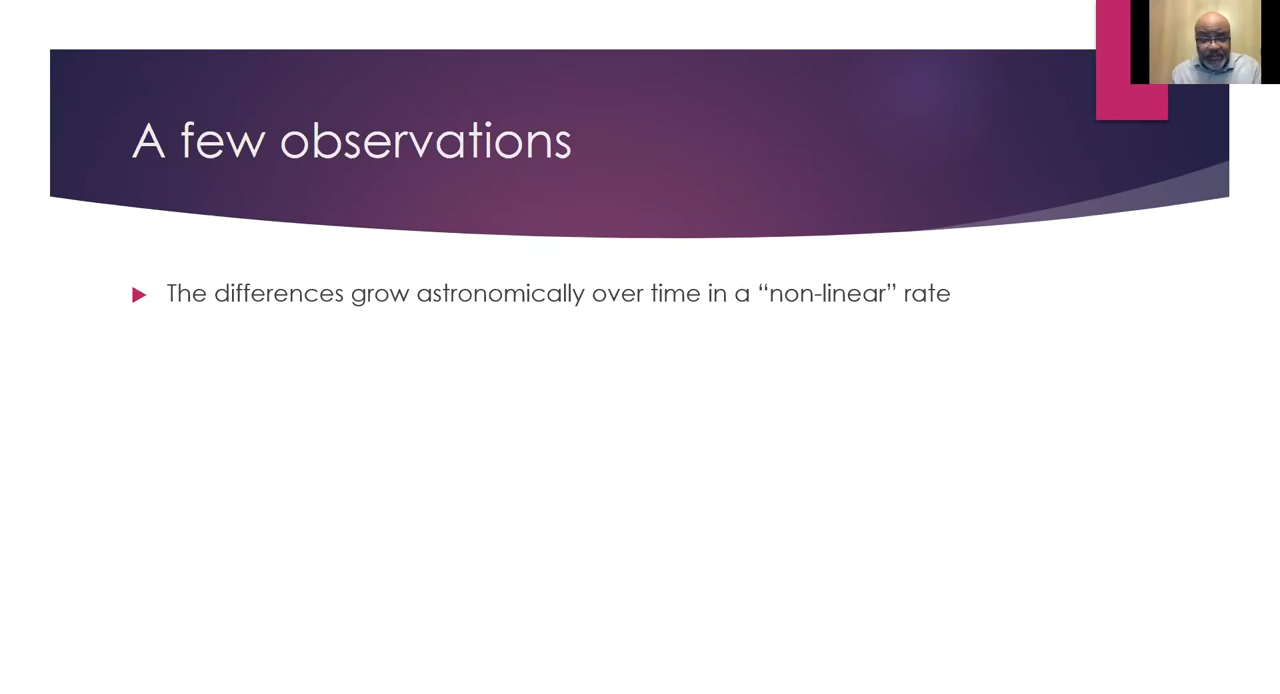 A few observations
The differences grow astronomically over time in a “non-linear” rate